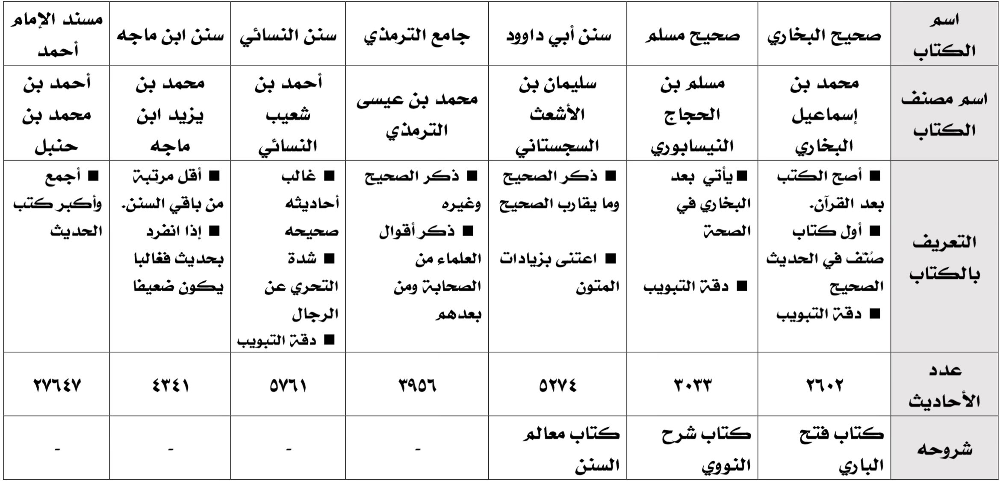 اسم
الكتاب
صحيح البخاري
صحيح مسلم
سنن أبي داوود
جامع الترمذي
سنن النسائي
سنن ابن ماجه
مسند الإمام
أحمد
اسم مصنف
الكتاب
محمد بن
إسماعيل
البخاري
مسلم بن
الحجاج
النيسابوري
سليمان بن
الأشعث
السجستاني
محمد بن عيسى
الترمذي
أحمد بن
شعيب
النسائي
محمد بن
يزيد ابن
ماجه
أحمد بن
محمد بن
حنبل
التعريف
بالكتاب
■ أصح الكتب
بعد القرآن.
■ أول كتاب
صُنّف في الحديث
الصحيح
■ دقة التبويب
■ يأتي بعد
البخاري في
الصحة
■ دقة التبويب
■ ذكر الصحيح
وما يقارب الصحيح
■ اعتنى بزيادات
المتون
■ ذكر الصحيح
وغيره
■ ذكر أقوال
العلماء من
الصحابة ومن
بعدهم
■ غالب
أحاديثه
صحيحه
■ شدة
التحري عن
الرجال
■ دقة التبويب
■ أقل مرتبة
من باقي السنن.
■ إذا انفرد
بحديث فغالبا
يكون ضعيفا
■ أجمع
وأكبر كتب
الحديث
عدد
الأحاديث
٢٦٠٢
٣٠٣٣
٥٢٧٤
٣٩٥٦
٥٧٦١
٤٣٤١
٢٧٦٤٧
شروحه
كتاب فتح
الباري
كتاب شرح
النووي
كتاب معالم
السنن
-
-
-
-